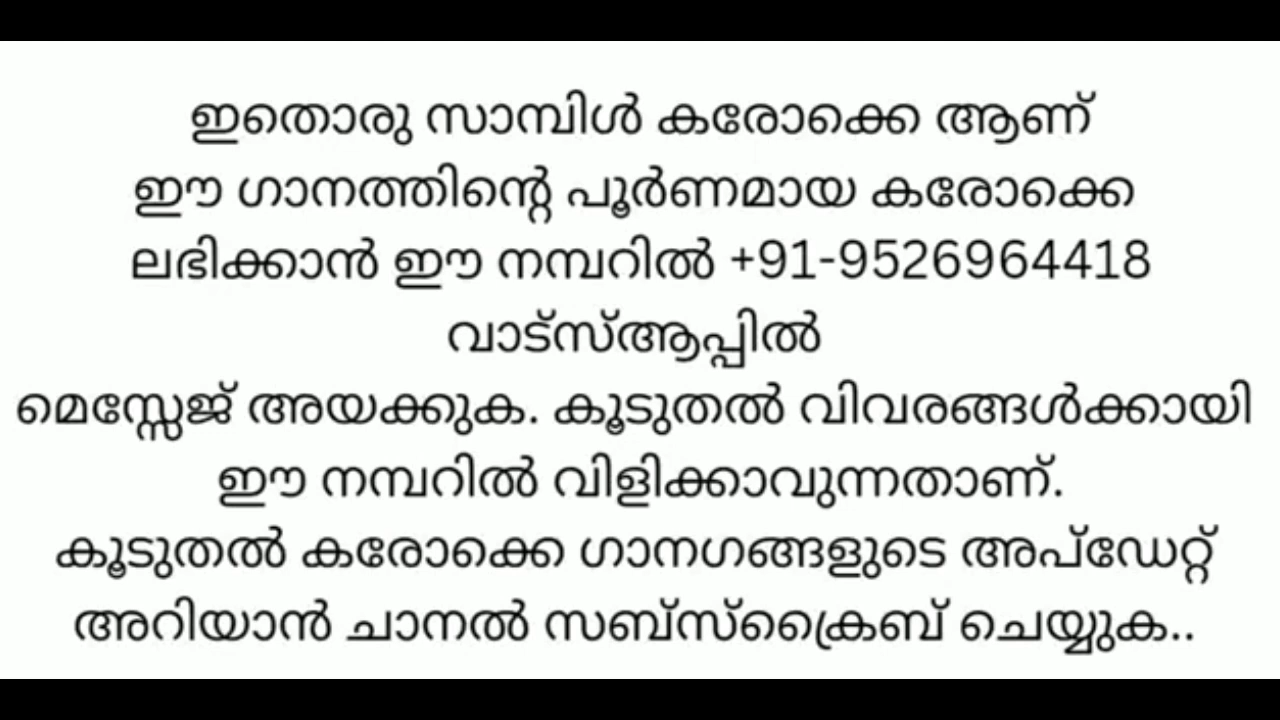 ഇതൊരു സാമ്പിൾ കരോക്കെ ആണ്
ഈ ഗാനത്തിന്റെ പൂർണമായ കരോക്കെ
ലഭിക്കാൻ ഈ നമ്പറിൽ +91-9526964418
വാട്സ്ആപ്പിൽ
മെസ്സേജ് അയക്കുക. കൂടുതൽ വിവരങ്ങൾക്കായി
ഈ നമ്പറിൽ വിളിക്കാവുന്നതാണ്.
കൂടുതൽ കരോക്കെ ഗാനഗങ്ങളുടെ അപ്ഡേറ്റ്
അറിയാൻ ചാനൽ സബ്സ്ക്രൈബ് ചെയ്യുക..